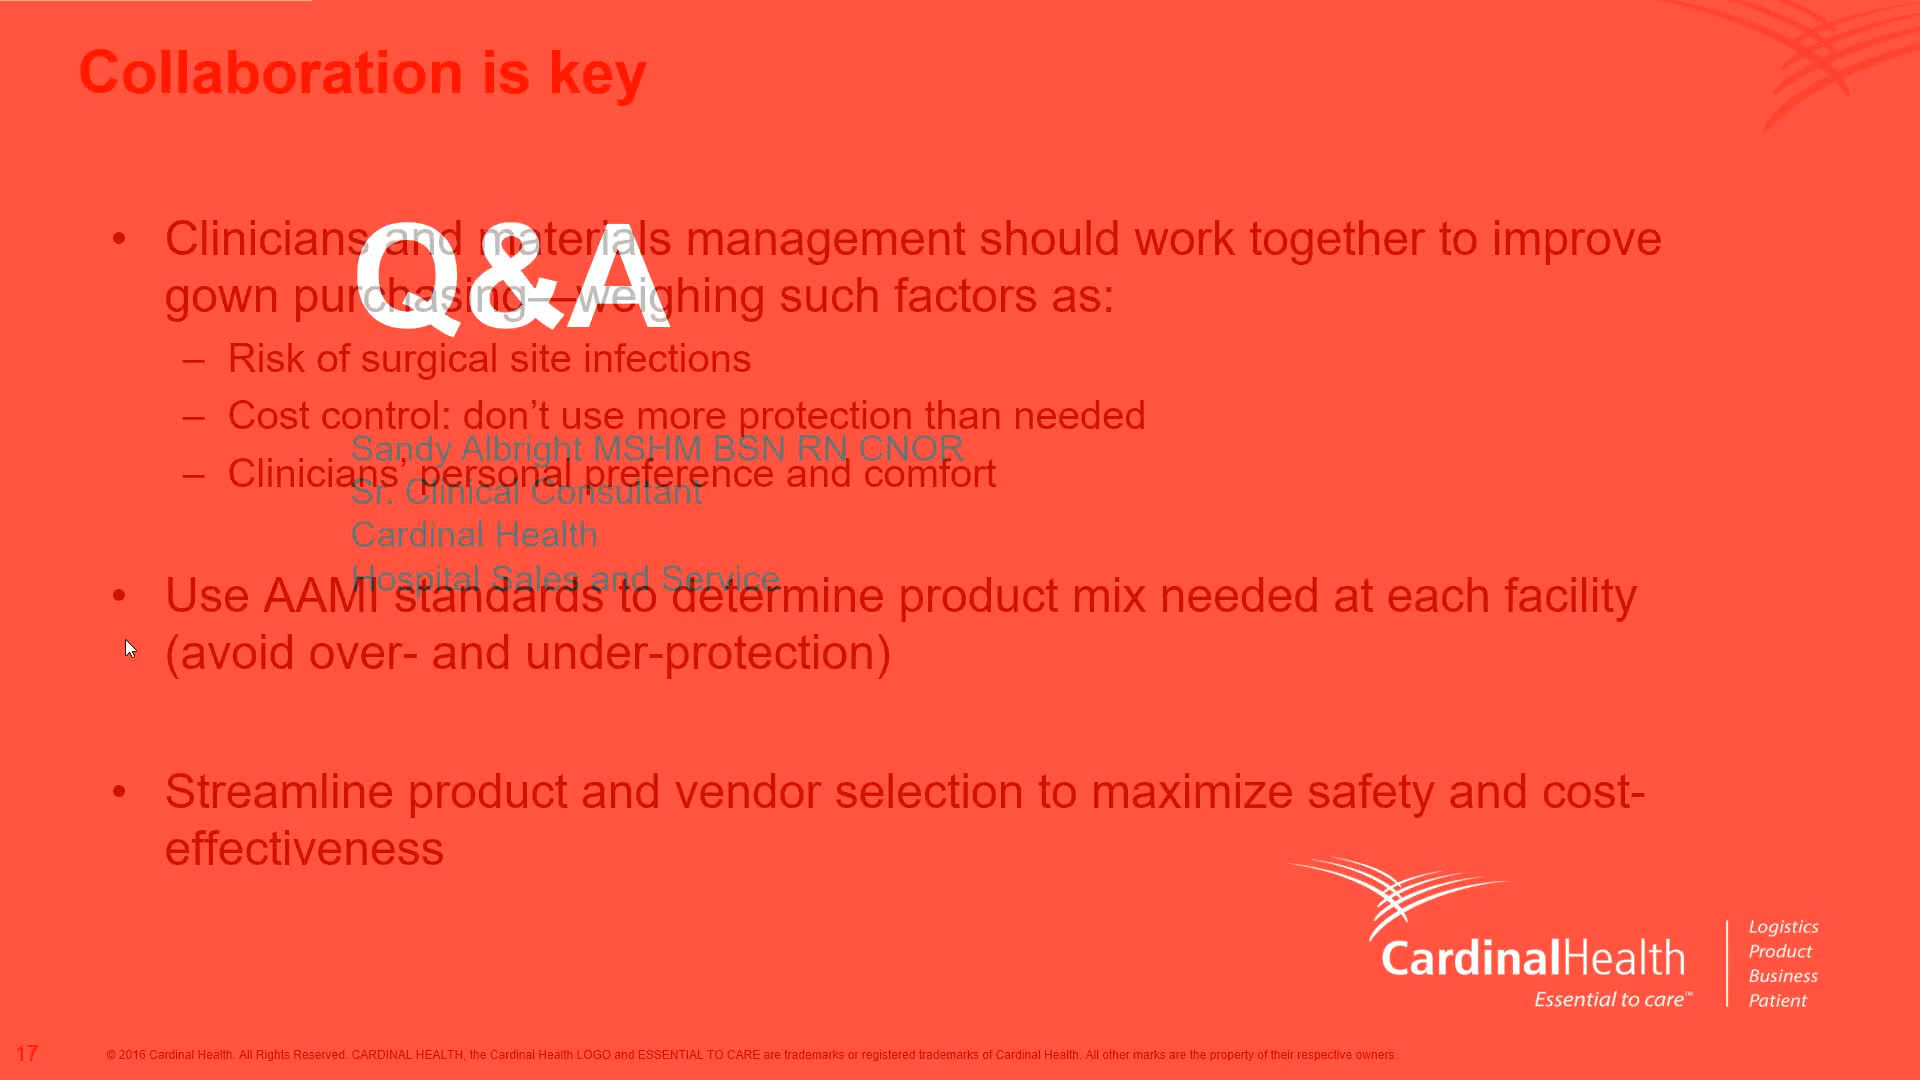 Collaboration is key
• Clinicians and materials management should work together to improve
gown purchasing—weighing such factors as:
– Risk of surgical site infections
– Cost control: don’t use more protection than needed
– Clinicians’ personal preference and comfort
• Use AAMI standards to determine product mix needed at each facility
(avoid over- and under-protection)
• Streamline product and vendor selection to maximize safety and cost-
effectiveness
Q&A
Sandy Albright MSHM BSN RN CNOR
Sr. Clinical Consultant
Cardinal Health
Hospital Sales and Service
CardinalHealth
Essential to care™
Logistics
Product
Business
Patient
17
© 2016 Cardinal Health. All Rights Reserved. CARDINAL HEALTH, the Cardinal Health LOGO and ESSENTIAL TO CARE are trademarks or registered trademarks of Cardinal Health. All other marks are the property of their respective owners.